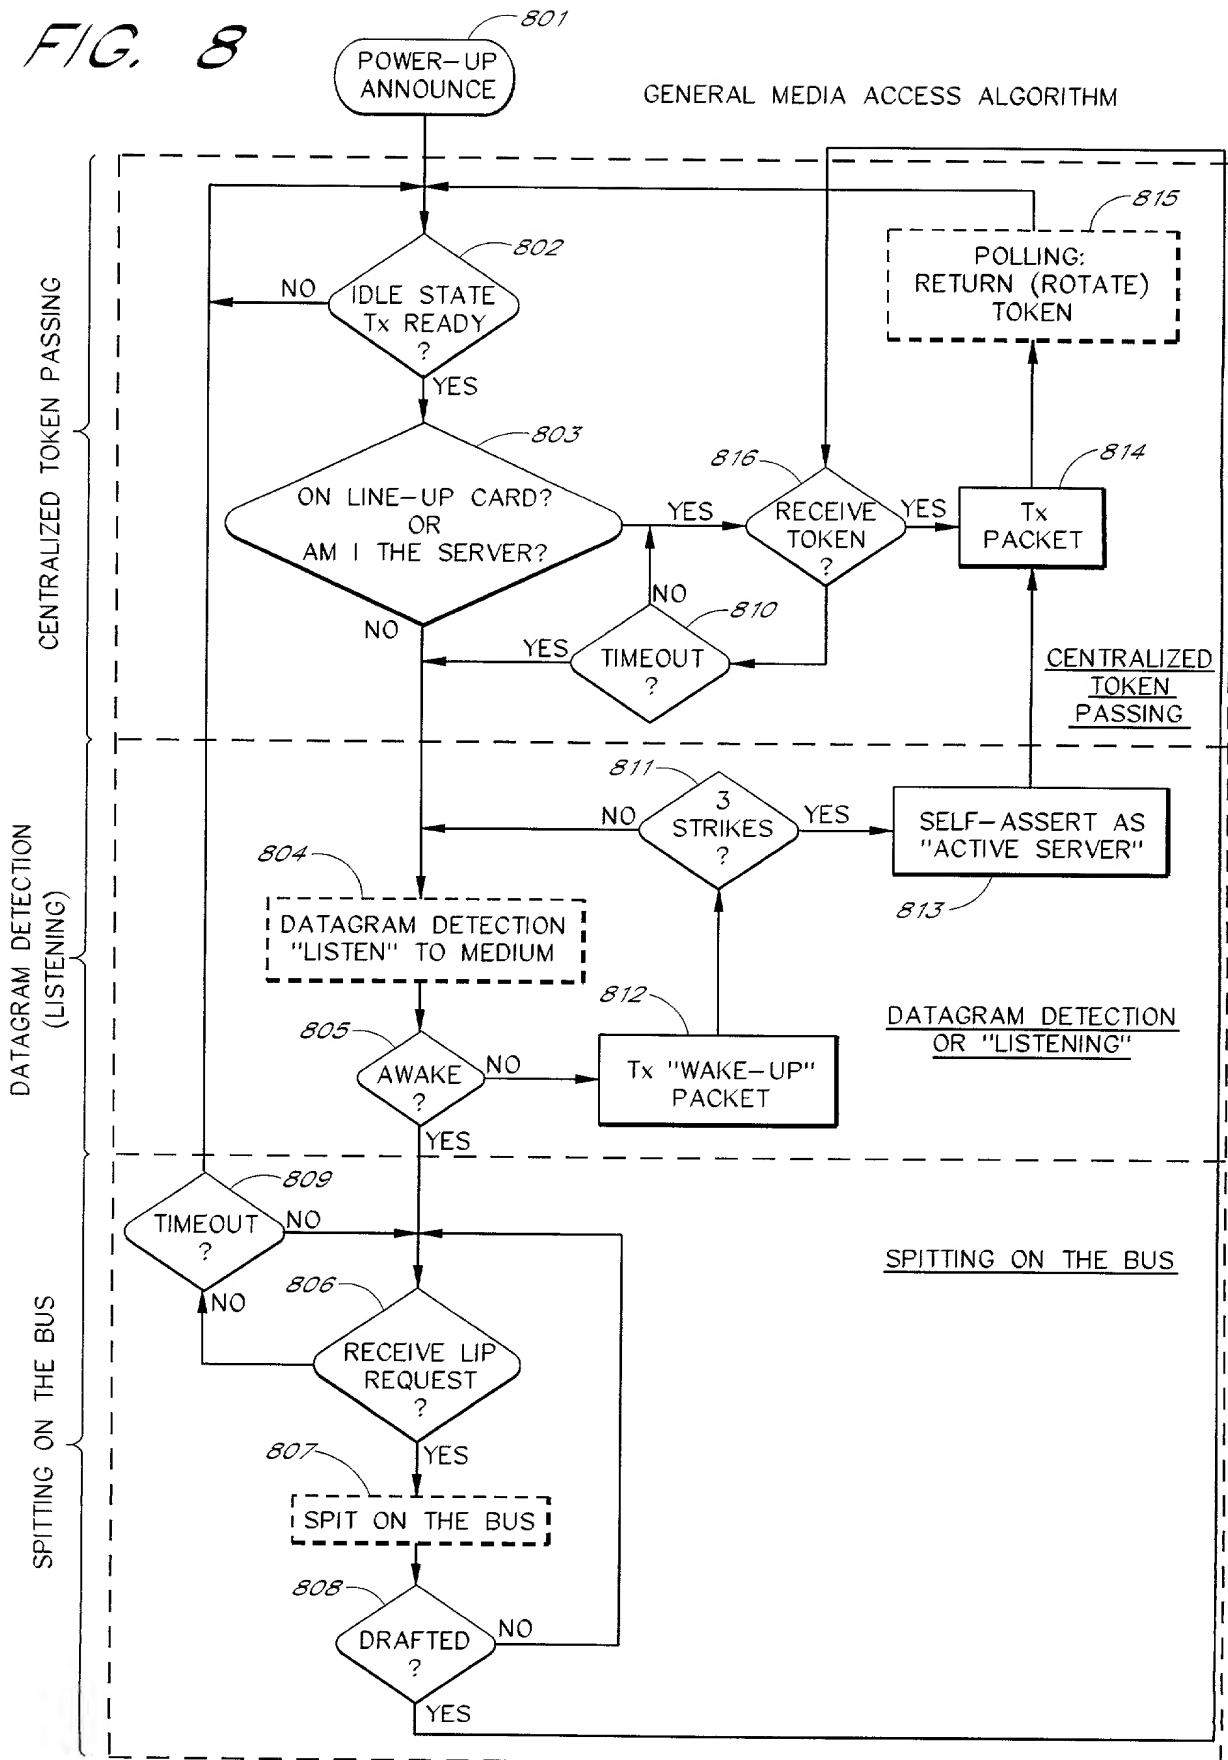 FIG. 8
801
POWER-UP
ANNOUNCE
GENERAL MEDIA ACCESS ALGORITHM
CENTRALIZED TOKEN PASSING
802
NO
IDLE STATE
Tx READY
?
YES
815
POLLING:
RETURN (ROTATE)
TOKEN
803
ON LINE-UP CARD?
OR
AM I THE SERVER?
YES
NO
816
RECEIVE
TOKEN
?
YES
814
Tx
PACKET
NO
810
YES
TIMEOUT
?
CENTRALIZED
TOKEN
PASSING
DATAGRAM DETECTION
(LISTENING)
811
NO
3
STRIKES
?
YES
SELF-ASSERT AS
"ACTIVE SERVER"
813
804
DATAGRAM DETECTION
"LISTEN" TO MEDIUM
805
AWAKE
?
NO
YES
812
Tx "WAKE-UP"
PACKET
DATAGRAM DETECTION
OR "LISTENING"
SPITTING ON THE BUS
809
TIMEOUT
?
NO
NO
SPITTING ON THE BUS
806
RECEIVE LIP
REQUEST
?
YES
807
SPIT ON THE BUS
808
DRAFTED
?
NO
YES